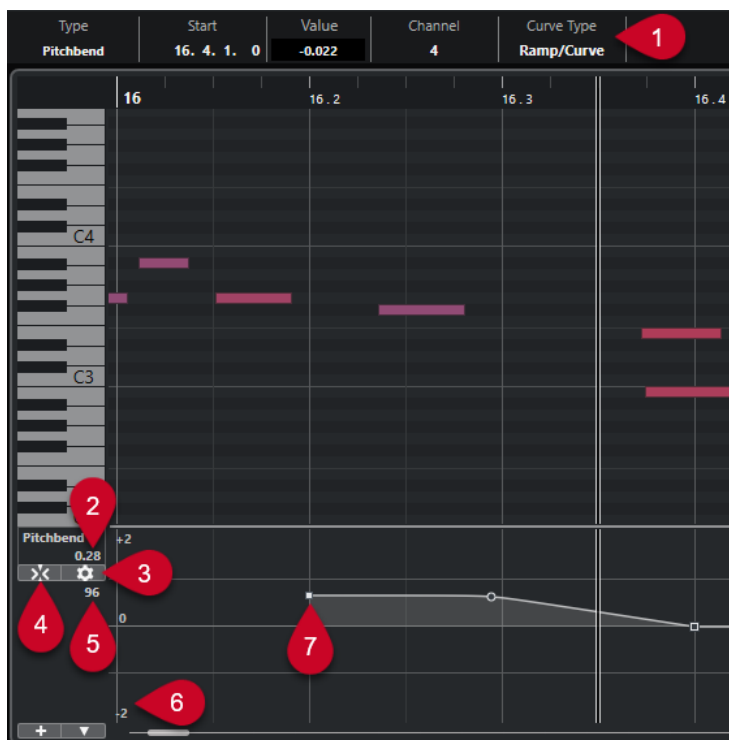 Type Start Value Channel Curve Type
Pitchbend 16. 4. 1. 0 -0.022 4 Ramp/Curve
1
16 16.2 16.3 16.4
C4
C3
2
Pitchbend +2
0.28
3
96
0
4 5 7
6
-2